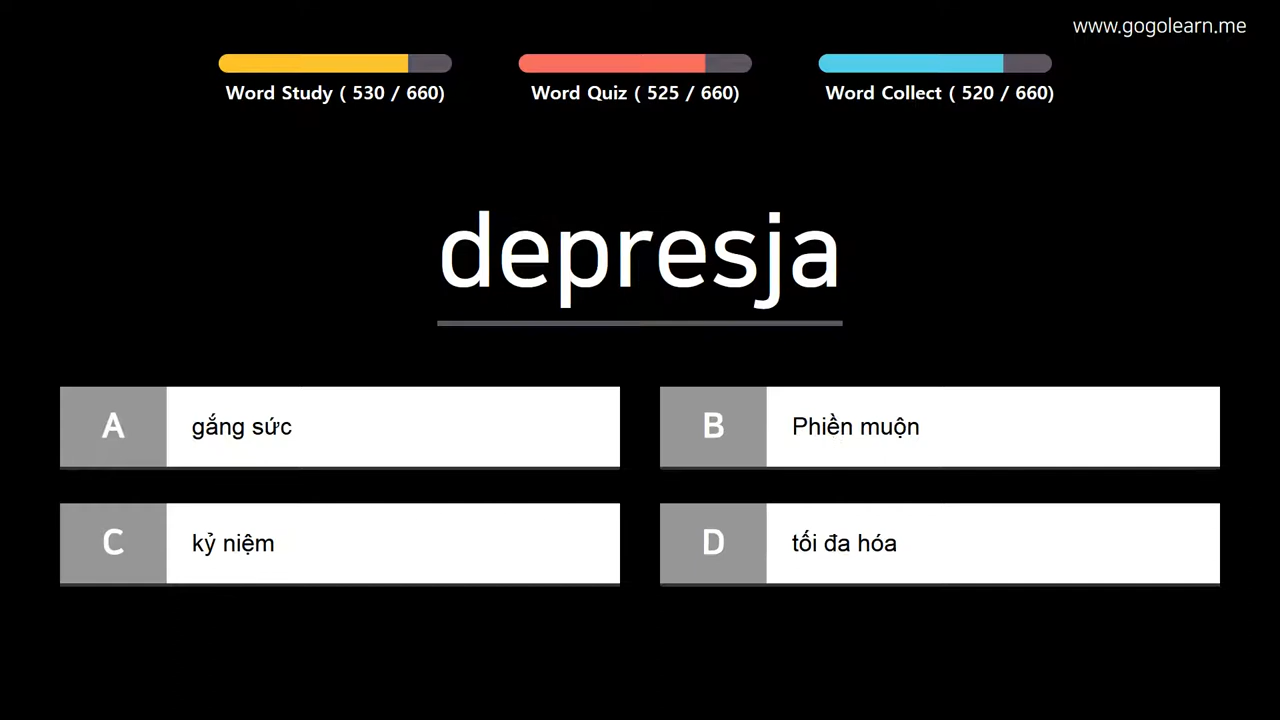 www.gogolearn.me
Word Study ( 530 / 660)
Word Quiz ( 525 / 660)
Word Collect ( 520 / 660)
depresja
A gắng sức
B Phiền muộn
C kỷ niệm
D tối đa hóa